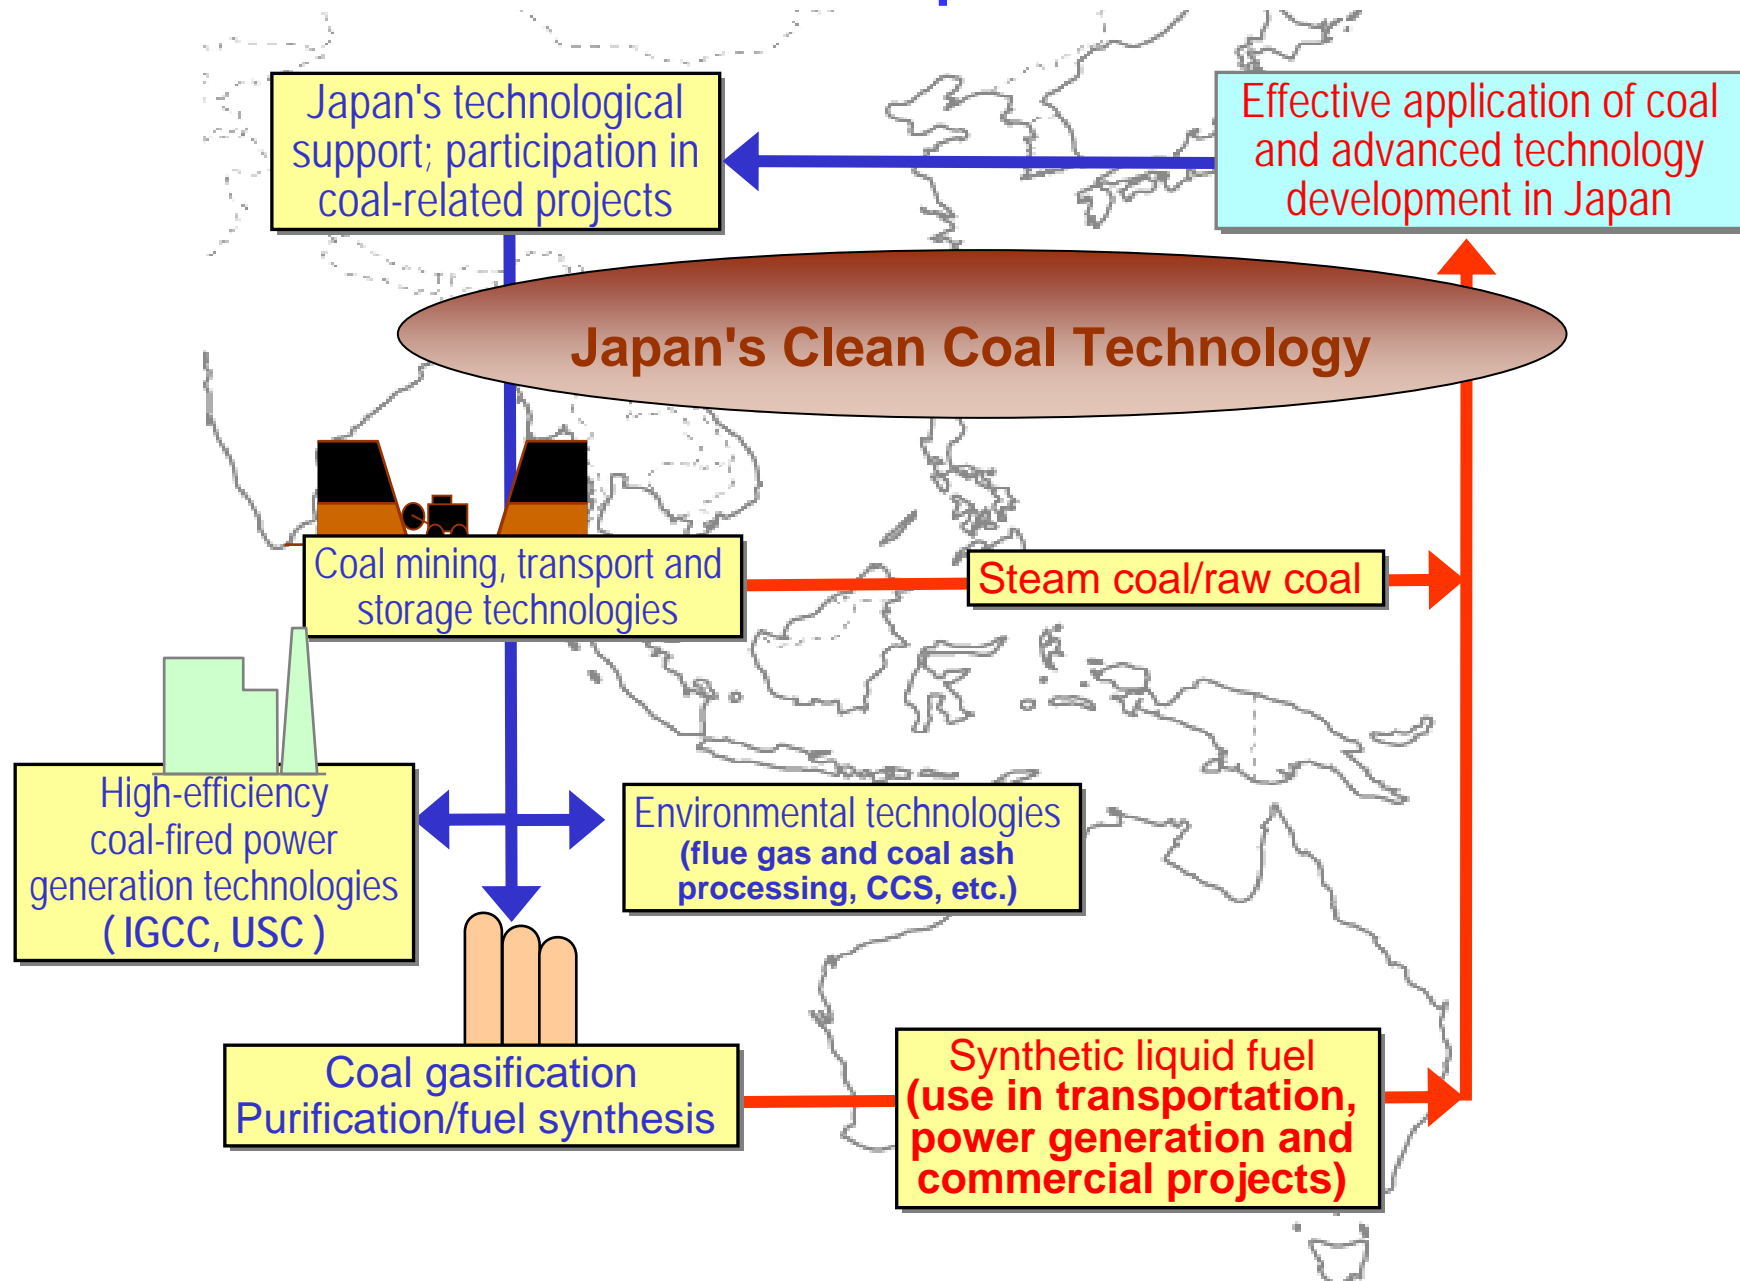 Japan's technological
support; participation in
coal-related projects
Effective application of coal
and advanced technology
development in Japan
Japan's Clean Coal Technology
Coal mining, transport and
storage technologies
Steam coal/raw coal
High-efficiency
coal-fired power
generation technologies
( IGCC, USC )
Environmental technologies
(flue gas and coal ash
processing, CCS, etc.)
Coal gasification
Purification/fuel synthesis
Synthetic liquid fuel
(use in transportation,
power generation and
commercial projects)